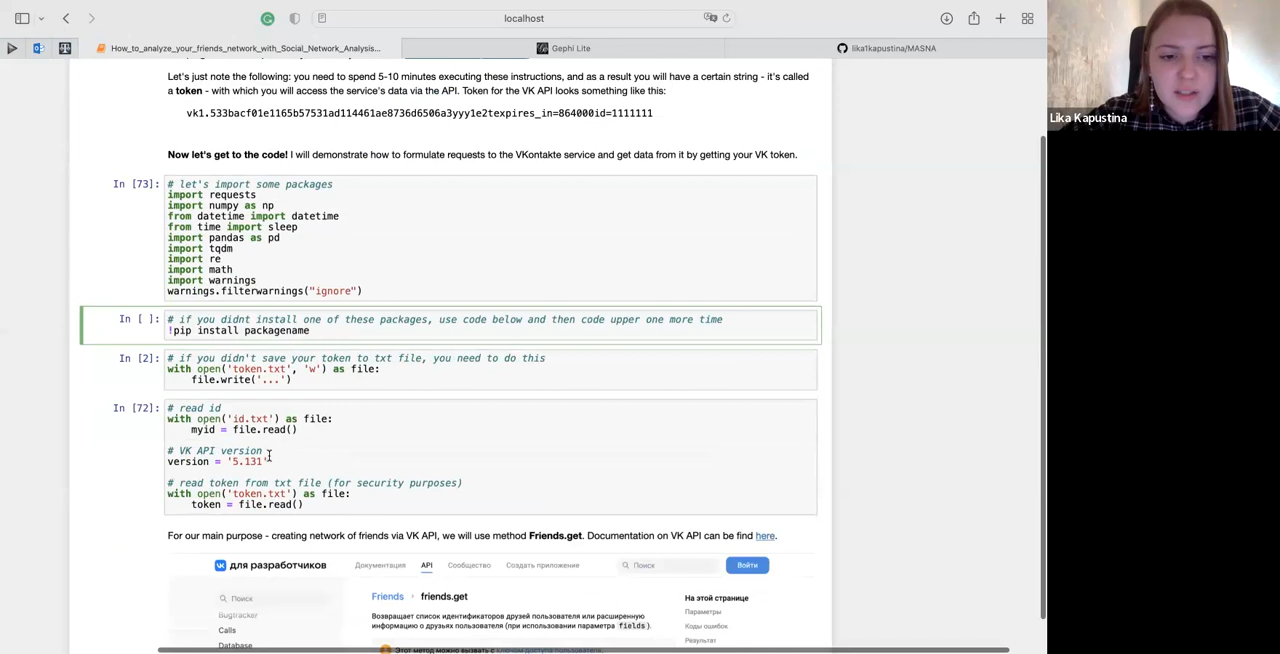 localhost
How_to_analyze_your_friends_network_with_Social_Network_Analysis...
Gephi Lite
lika1kapustina/MASNA
Lika Kapustina
Let's just note the following: you need to spend 5-10 minutes executing these instructions, and as a result you will have a certain string - it's called
a token - with which you will access the service's data via the API. Token for the VK API looks something like this:
vk1.533bacf01e1165b57531ad114461ae8736d6506a3yyy1e2texpires_in=864000id=1111111
Now let's get to the code! I will demonstrate how to formulate requests to the VKontakte service and get data from it by getting your VK token.
In [73]:
# let's import some packages
import requests
import numpy as np
from datetime import datetime
from time import sleep
import pandas as pd
import tqdm
import re
import math
import warnings
warnings.filterwarnings("ignore")
In [ ]:
# if you didnt install one of these packages, use code below and then code upper one more time
!pip install packagename
In [2]:
# if you didn't save your token to txt file, you need to do this
with open('token.txt', 'w') as file:
file.write('...')
In [72]:
# read id
with open('id.txt') as file:
myid = file.read()
# VK API version
version = '5.131'
# read token from txt file (for security purposes)
with open('token.txt') as file:
token = file.read()
For our main purpose - creating network of friends via VK API, we will use method Friends.get. Documentation on VK API can be find here.
для разработчиков
Документация
API
Сообщество
Создать приложение
Поиск
Войти
Поиск
Bugtracker
Calls
Database
Friends › friends.get
Возвращает список идентификаторов друзей пользователя или расширенную
информацию о друзьях пользователя (при использовании параметра fields).
Этот метод можно вызвать с ключом доступа пользователя.
На этой странице
Параметры
Коды ошибок
Результат